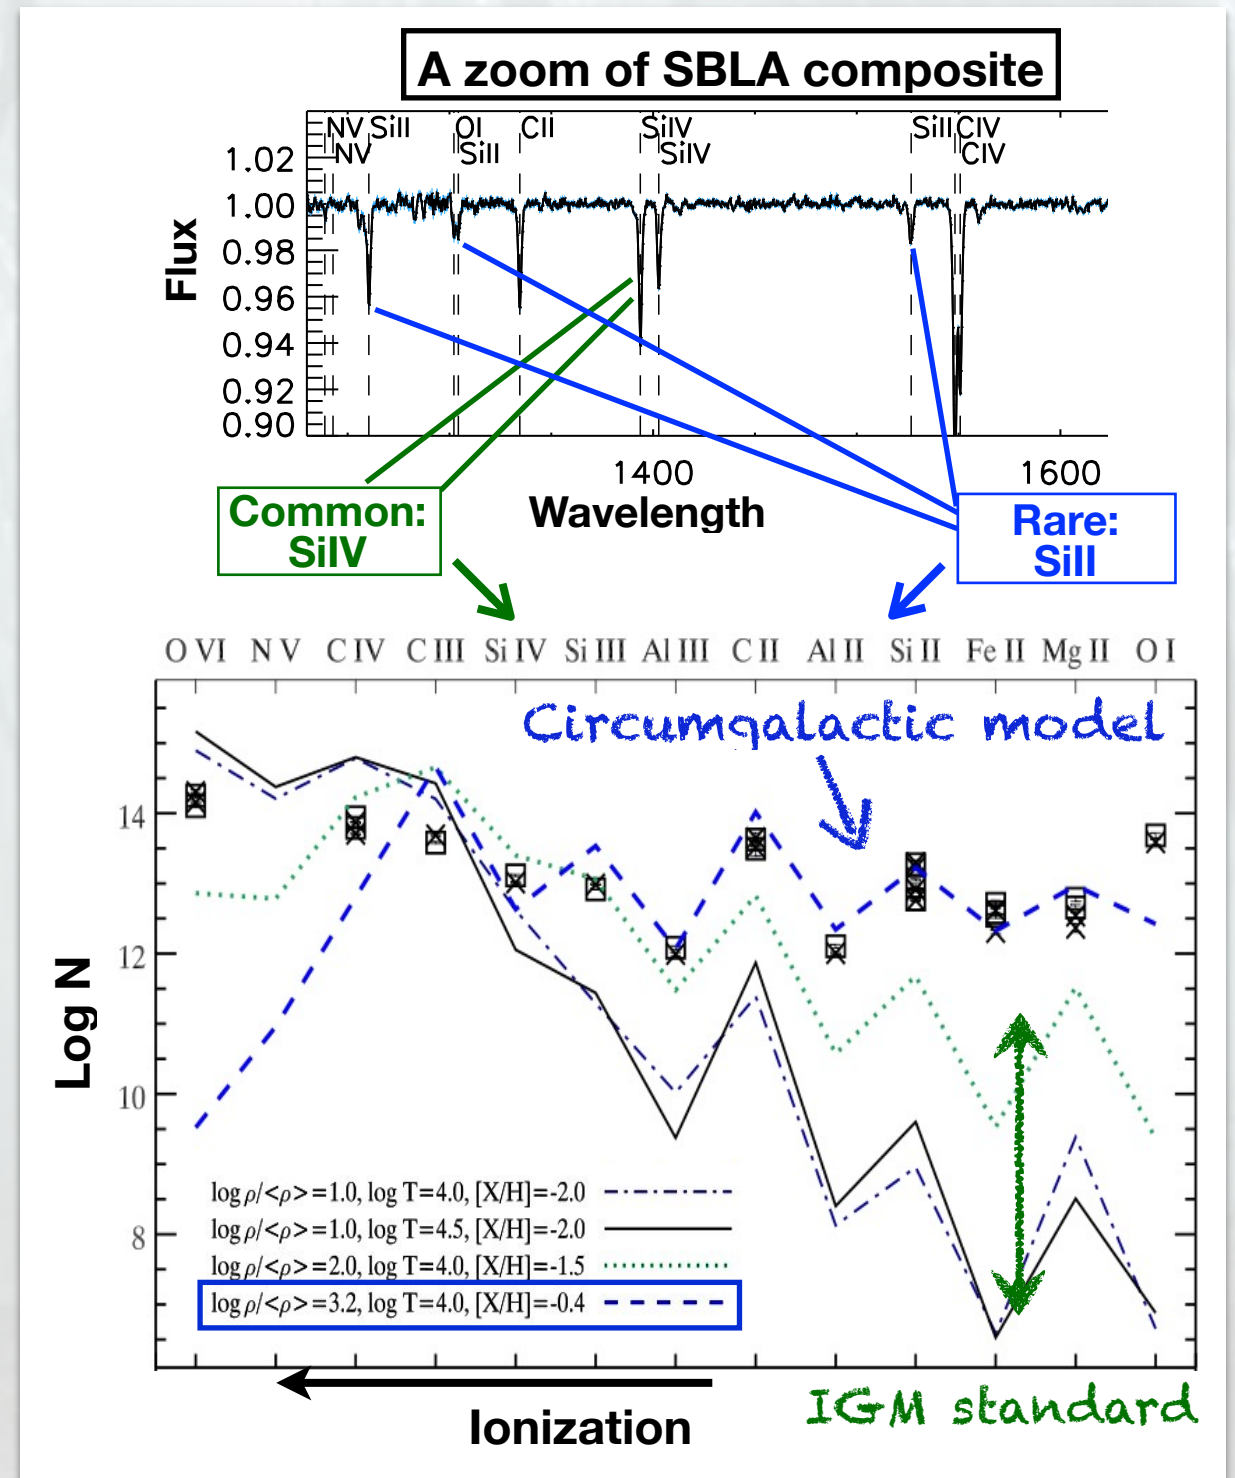 A zoom of SBLA composite
NV SiII OI CII SiIV SiII CIV
NV SiII SiIV CIV
1.02
1.00
0.98
0.96
0.94
0.92
0.90
Flux
1400 1600
Wavelength
Common:
SiIV
Rare:
SiII
O VI N V C IV C III Si IV Si III Al III C II Al II Si II Fe II Mg II O I
Circumgalactic model
14
12
10
8
Log N
log ρ/<ρ>=1.0, log T=4.0, [X/H]=-2.0
log ρ/<ρ>=1.0, log T=4.5, [X/H]=-2.0
log ρ/<ρ>=2.0, log T=4.0, [X/H]=-1.5
log ρ/<ρ>=3.2, log T=4.0, [X/H]=-0.4
Ionization
IGM standard